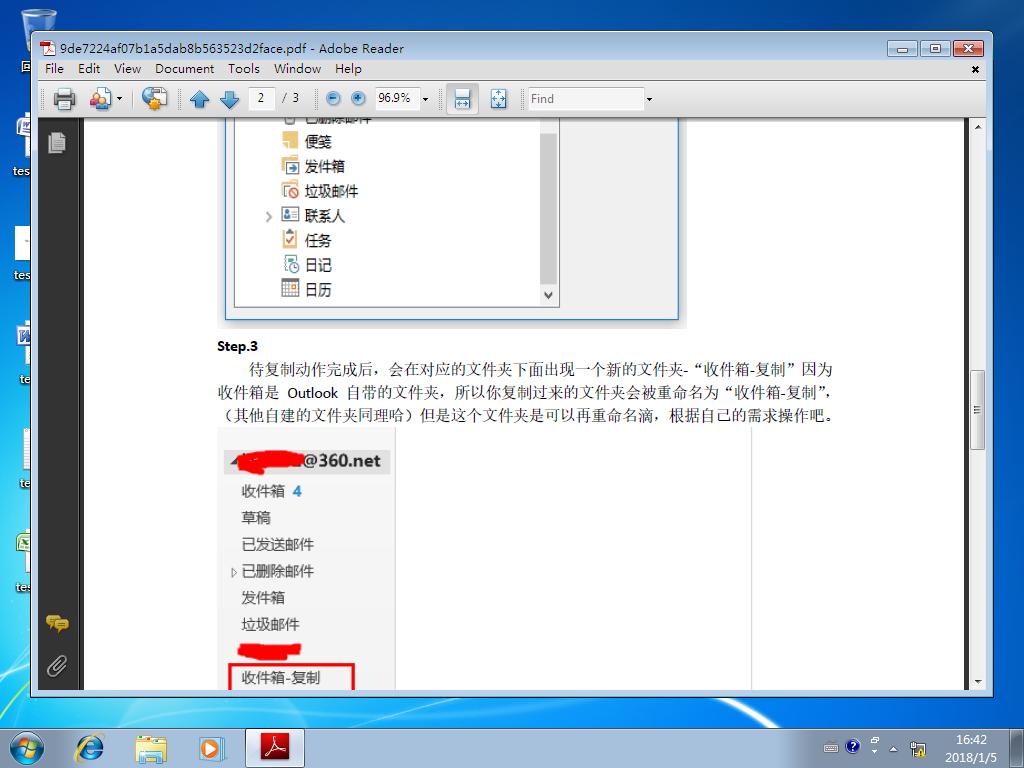 9de7224af07b1a5dab8b563523d2face.pdf - Adobe Reader
File Edit View Document Tools Window Help
2 / 3 96.9% Find
已删除邮件
便笺
发件箱
垃圾邮件
联系人
任务
日记
日历
Step.3
待复制动作完成后，会在对应的文件夹下面出现一个新的文件夹-“收件箱-复制”因为
收件箱是 Outlook 自带的文件夹，所以你复制过来的文件夹会被重命名为“收件箱-复制”，
（其他自建的文件夹同理哈）但是这个文件夹是可以再重命名滴，根据自己的需求操作吧。
@360.net
收件箱 4
草稿
已发送邮件
已删除邮件
发件箱
垃圾邮件
收件箱-复制
tes
tes
tes
te
tes
16:42
2018/1/5